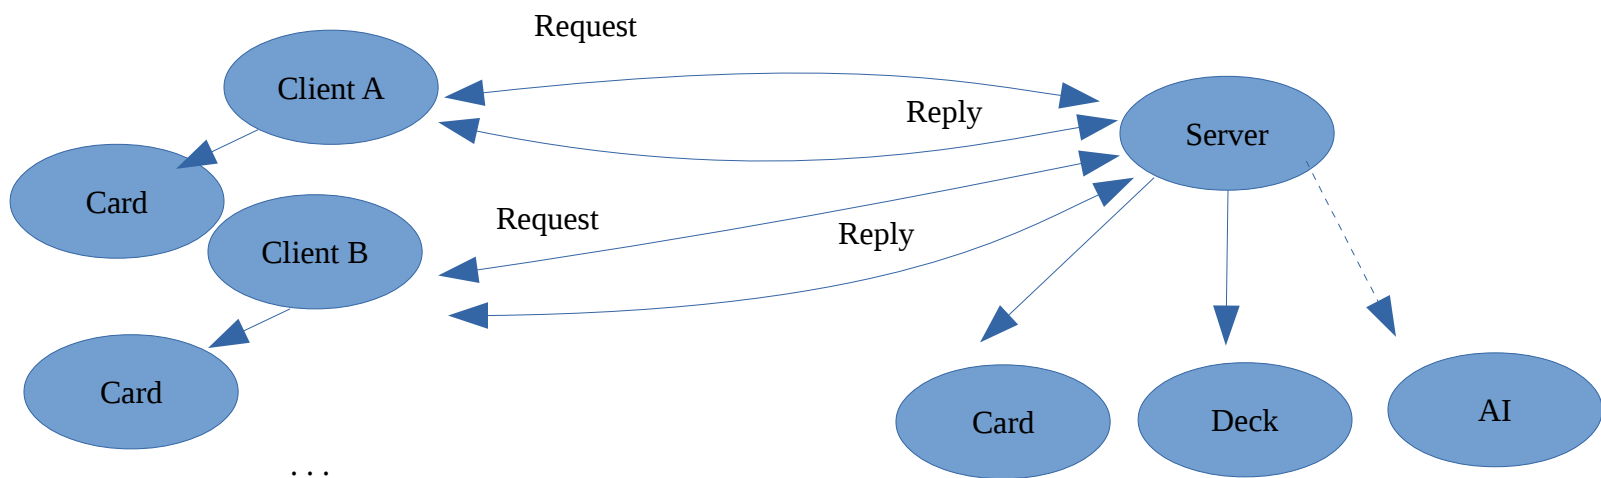 Request
Client A
Reply
Server
Card
Request
Reply
Client B
Card
Card
Deck
AI
. . .